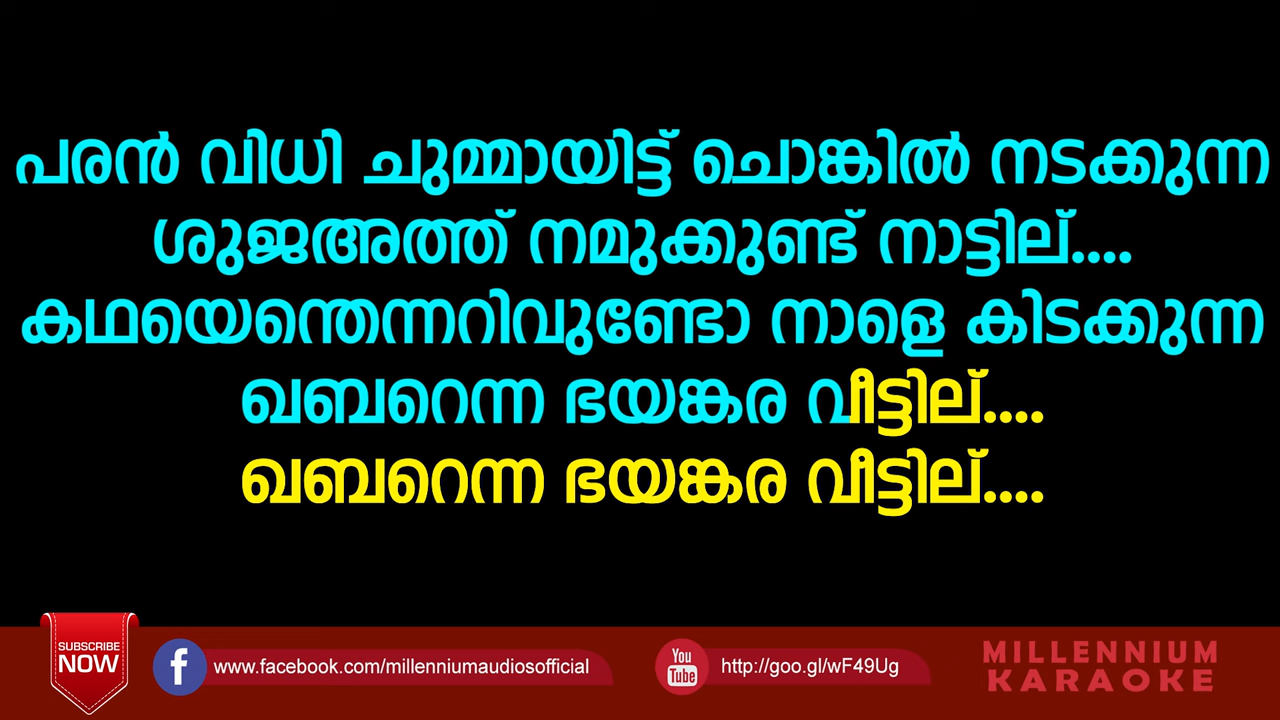 പരൻ വിധി ചുമ്മായിട്ട് ചൊങ്കിൽ നടക്കുന്ന
ശുജഅത്ത് നമുക്കുണ്ട് നാട്ടില്....
കഥയെന്തെന്നറിവുണ്ടോ നാളെ കിടക്കുന്ന
ഖബറെന്ന ഭയങ്കര വീട്ടില്....
ഖബറെന്ന ഭയങ്കര വീട്ടില്....
SUBSCRIBE
NOW
f www.facebook.com/millenniumaudiosofficial
You
Tube
http://goo.gl/wF49Ug
MILLENNIUM
KARAOKE